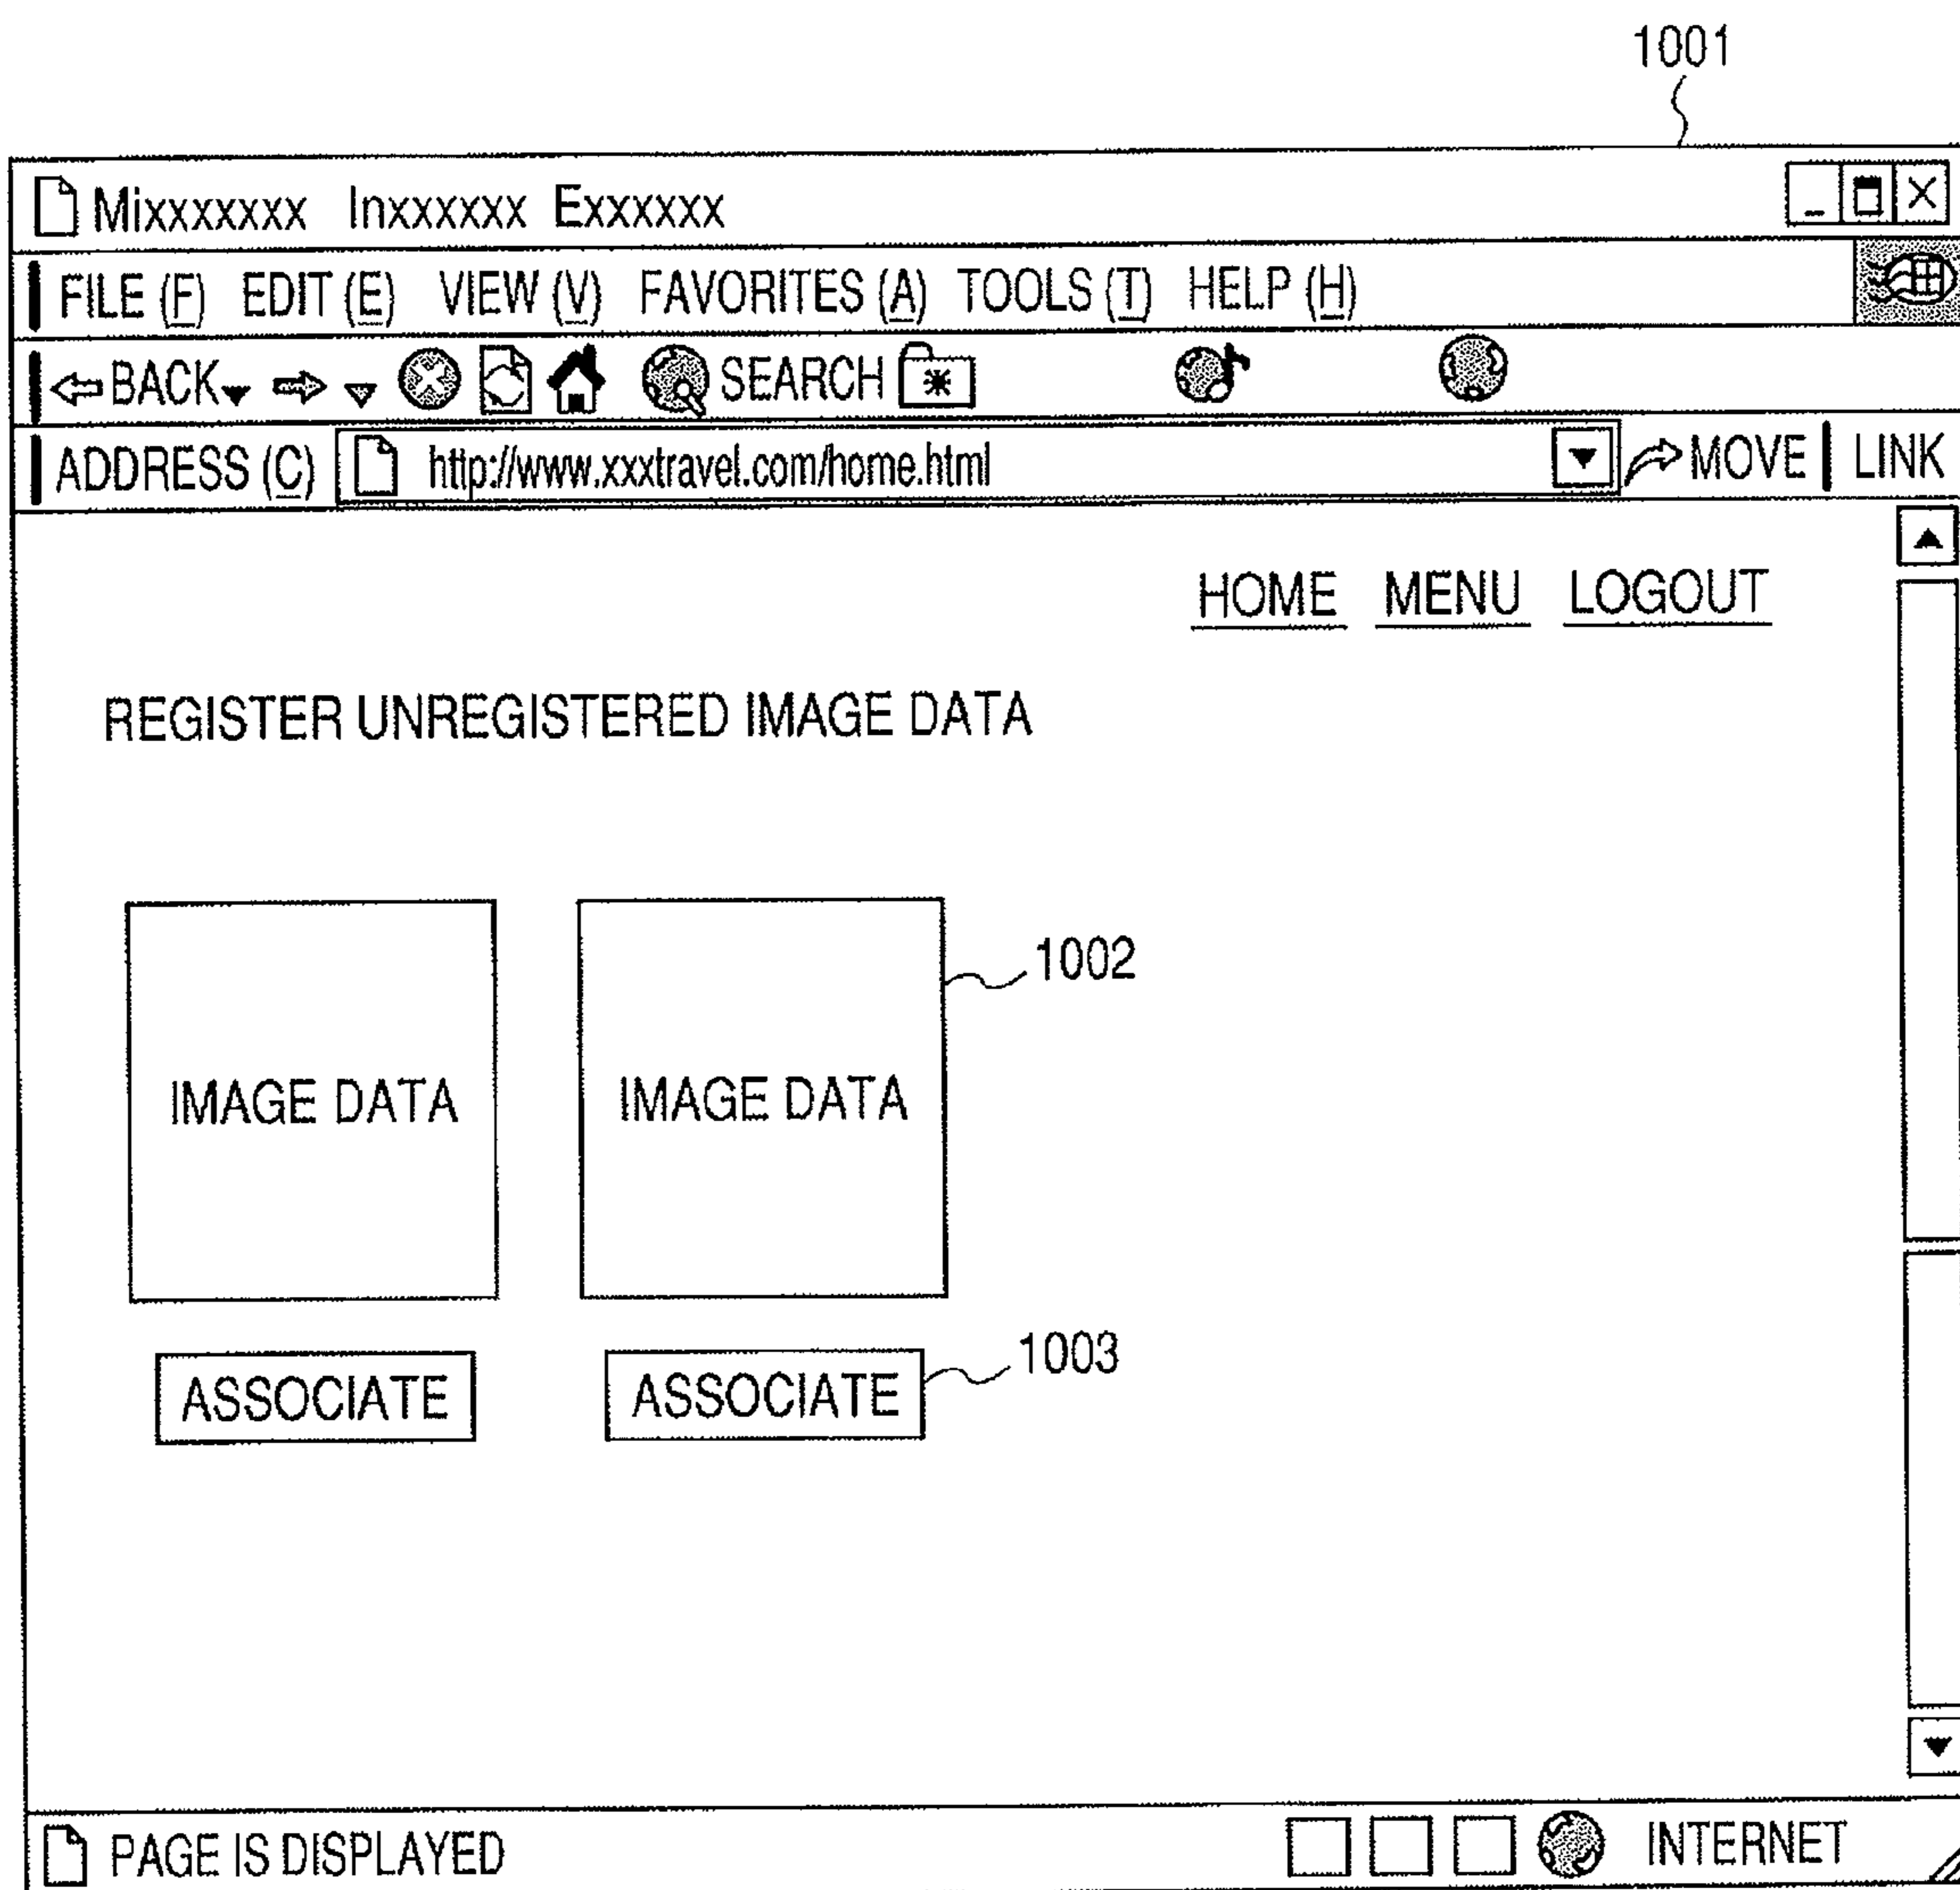 1001
Mixxxxxxx Inxxxxxx Exxxxxx
FILE (F) EDIT (E) VIEW (V) FAVORITES (A) TOOLS (T) HELP (H)
BACK SEARCH
ADDRESS (C) http://www.xxxtravel.com/home.html MOVE LINK
HOME MENU LOGOUT
REGISTER UNREGISTERED IMAGE DATA
1002
IMAGE DATA IMAGE DATA
1003
ASSOCIATE ASSOCIATE
PAGE IS DISPLAYED INTERNET